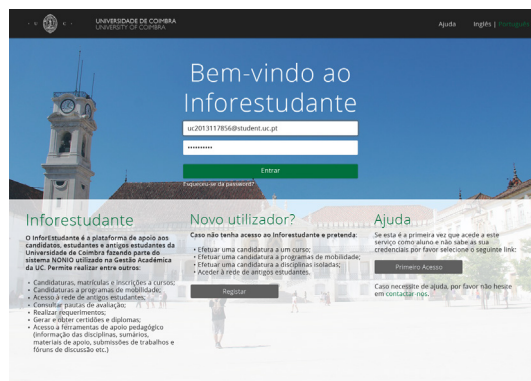 UNIVERSIDADE DE COIMBRA
UNIVERSITY OF COIMBRA
Ajuda
Inglês | Português
Bem-vindo ao
Inforestudante
uc2013117856@student.uc.pt
Entrar
Esqueceu-se da password?
Inforestudante
O InforEstudante é a plataforma de apoio aos
candidatos, estudantes e antigos estudantes da
Universidade de Coimbra fazendo parte do
sistema NONIO utilizado na Gestão Académica
da UC. Permite realizar entre outros:
• Candidaturas, matrículas e inscrições a cursos;
• Candidaturas a programas de mobilidade;
• Acesso à rede de antigos estudantes;
• Consultar pautas de avaliação;
• Realizar requerimentos;
• Gerar e obter certidões e diplomas;
• Acesso a ferramentas de apoio pedagógico
(informação das disciplinas, sumários,
materiais de apoio, submissões de trabalhos e
fóruns de discussão etc.)
Novo utilizador?
Caso não tenha acesso ao Inforestudante e pretenda:
• Efetuar uma candidatura a um curso;
• Efetuar uma candidatura a programas de mobilidade;
• Efetuar uma candidatura a disciplinas isoladas;
• Aceder à rede de antigos estudantes.
Registar
Ajuda
Se esta é a primeira vez que acede a este
serviço como aluno e não sabe as sua
credenciais por favor selecione o seguinte link:
Primeiro Acesso
Caso necessite de ajuda, por favor não hesite
em contactar-nos.